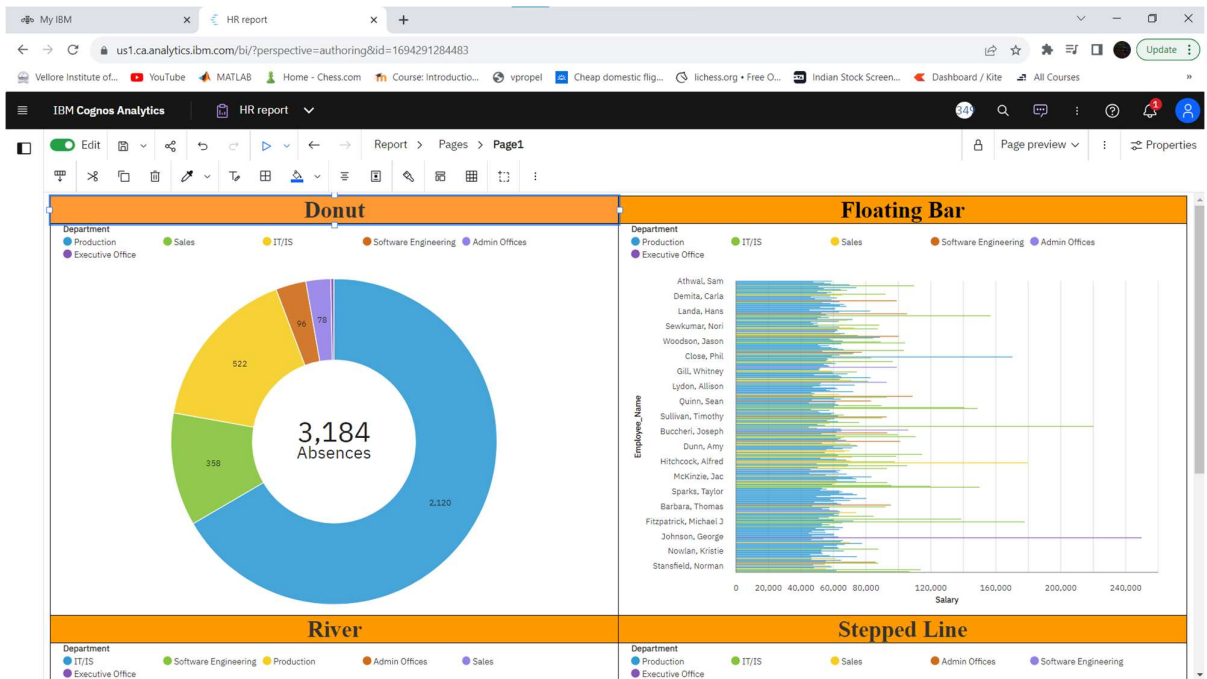 My IBM
HR report
us1.ca.analytics.ibm.com/bi/?perspective=authoring&id=1694291284483
Update
Vellore Institute of... YouTube MATLAB Home - Chess.com Course: Introductio... vpropel Cheap domestic flig... lichess.org • Free O... Indian Stock Screen... Dashboard / Kite All Courses »
IBM Cognos Analytics HR report 1
Edit Report > Pages > Page1 Page preview Properties
Donut
Department
Production Sales IT/IS Software Engineering Admin Offices
Executive Office
96 78
522
3,184
Absences
358
2,120
Floating Bar
Department
Production IT/IS Sales Software Engineering Admin Offices
Executive Office
Employee_Name
Athwal, Sam
Demita, Carla
Landa, Hans
Sewkumar, Nori
Woodson, Jason
Close, Phil
Gill, Whitney
Lydon, Allison
Quinn, Sean
Sullivan, Timothy
Buccheri, Joseph
Dunn, Amy
Hitchcock, Alfred
McKinzie, Jac
Sparks, Taylor
Barbara, Thomas
Fitzpatrick, Michael J
Johnson, George
Nowlan, Kristie
Stansfield, Norman
0 20,000 40,000 60,000 80,000 120,000 160,000 200,000 240,000
Salary
River
Department
IT/IS Software Engineering Production Admin Offices Sales
Executive Office
Stepped Line
Department
Production IT/IS Sales Admin Offices Software Engineering
Executive Office